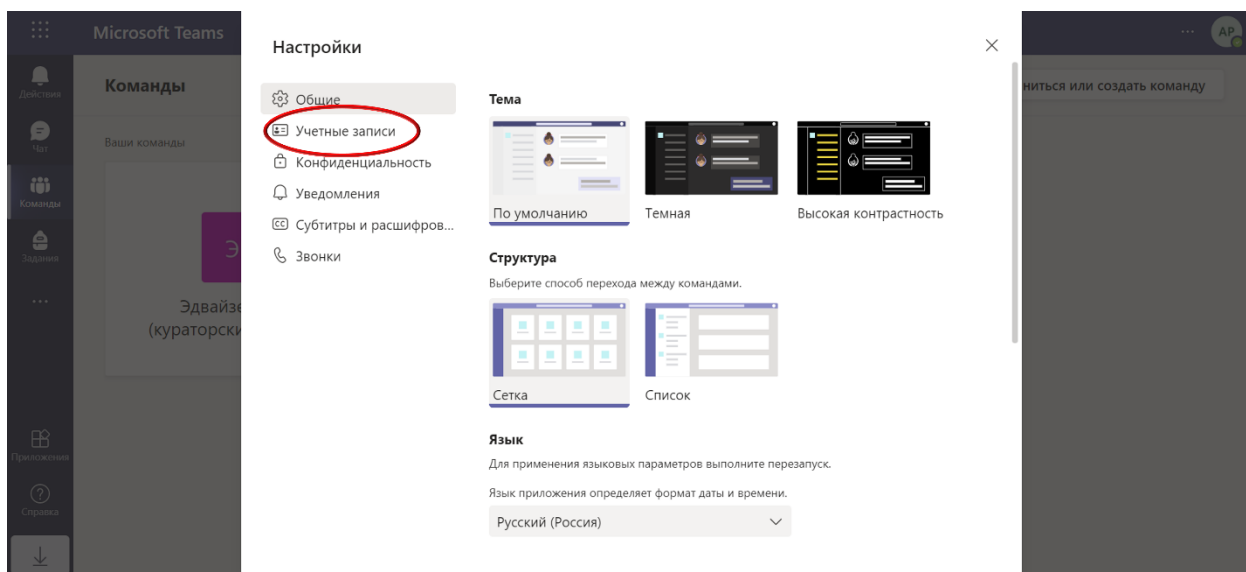 Microsoft Teams
AP
Действия
Чат
Команды
Задания
Приложения
Справка
Команды
Ваши команды
Э
Эдвайзе
(кураторски
ниться или создать команду
Настройки
Общие
Учетные записи
Конфиденциальность
Уведомления
Субтитры и расшифров...
Звонки
Тема
По умолчанию
Темная
Высокая контрастность
Структура
Выберите способ перехода между командами.
Сетка
Список
Язык
Для применения языковых параметров выполните перезапуск.
Язык приложения определяет формат даты и времени.
Русский (Россия)